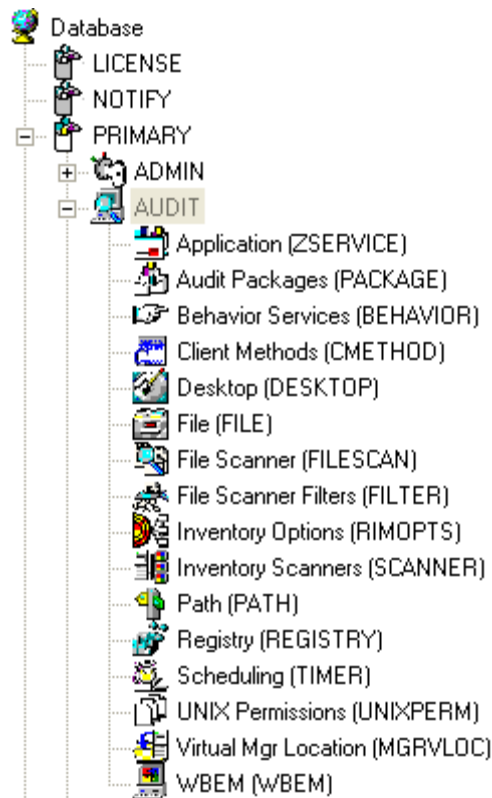 Database
LICENSE
NOTIFY
PRIMARY
ADMIN
AUDIT
Application (ZSERVICE)
Audit Packages (PACKAGE)
Behavior Services (BEHAVIOR)
Client Methods (CMETHOD)
Desktop (DESKTOP)
File (FILE)
File Scanner (FILESCAN)
File Scanner Filters (FILTER)
Inventory Options (RIMOPTS)
Inventory Scanners (SCANNER)
Path (PATH)
Registry (REGISTRY)
Scheduling (TIMER)
UNIX Permissions (UNIXPERM)
Virtual Mgr Location (MGRVLOC)
WBEM (WBEM)